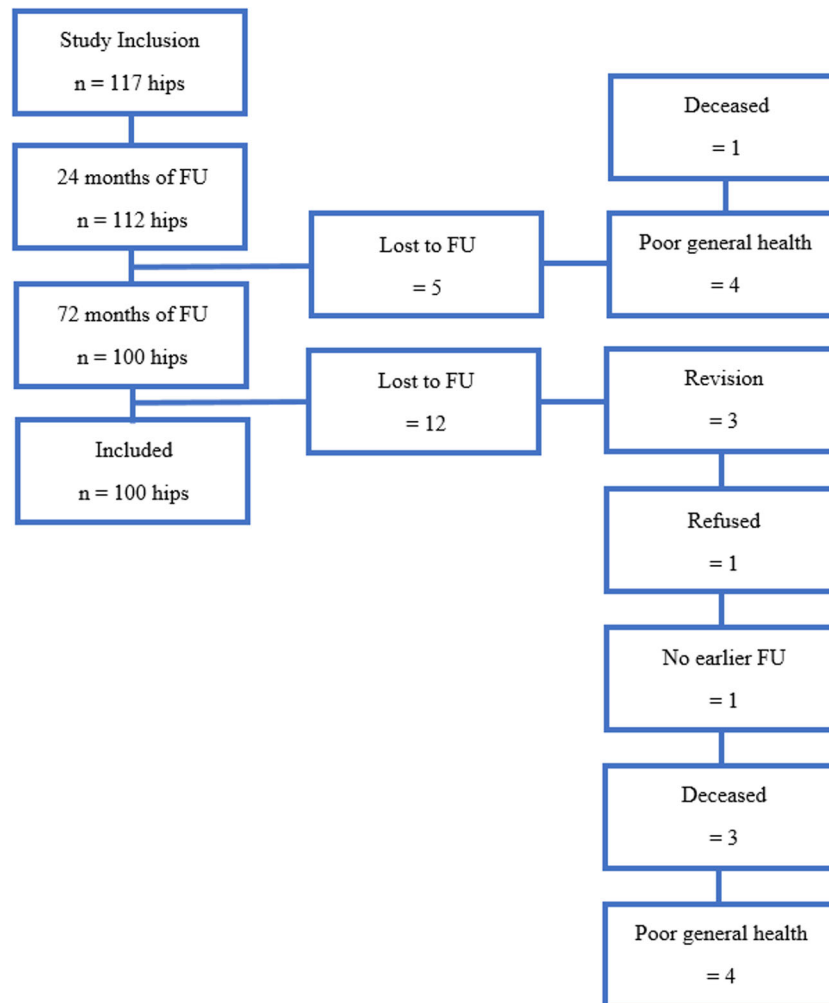 Study Inclusion
n = 117 hips
24 months of FU
n = 112 hips
72 months of FU
n = 100 hips
Included
n = 100 hips
Lost to FU
= 5
Deceased
= 1
Poor general health
= 4
Lost to FU
= 12
Revision
= 3
Refused
= 1
No earlier FU
= 1
Deceased
= 3
Poor general health
= 4